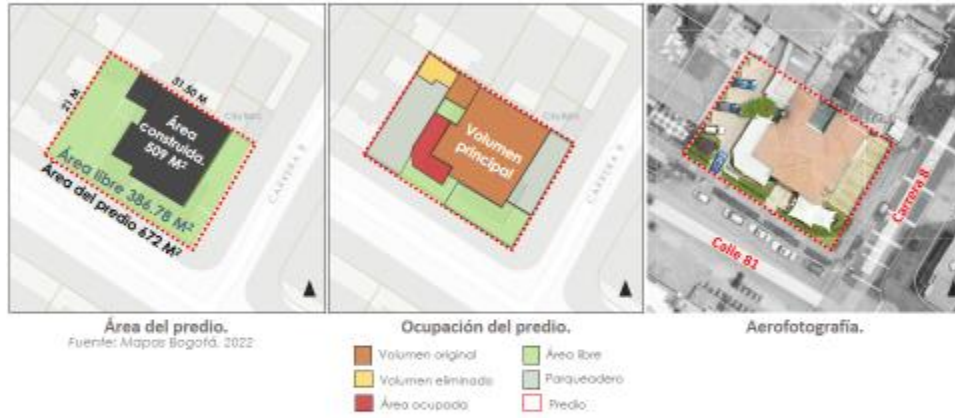 31.50 M
21 M
Área
construida.
509 M²
Área libre 386.78 M²
Área del predio 672 M²
CARRERA 8
Área del predio.
Fuente: Mapas Bogotá, 2022
Volumen
principal
CARRERA 8
Ocupación del predio.
Volumen original
Volumen eliminado
Área ocupada
Área libre
Parqueadero
Predio
Carrera 8
Calle 81
Aerofotografía.